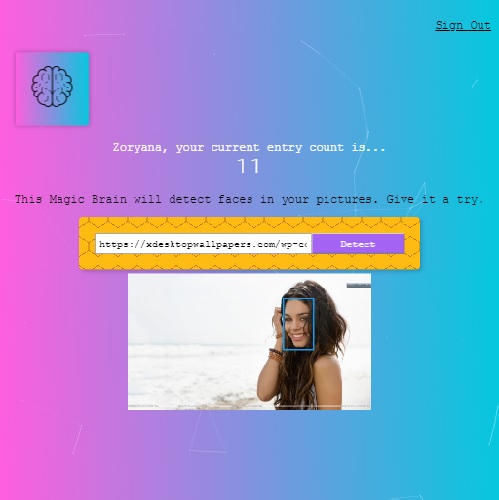 Sign Out
Zoryana, your current entry count is...
11
This Magic Brain will detect faces in your pictures. Give it a try.
https://xdesktopwallpapers.com/wp-co
Detect